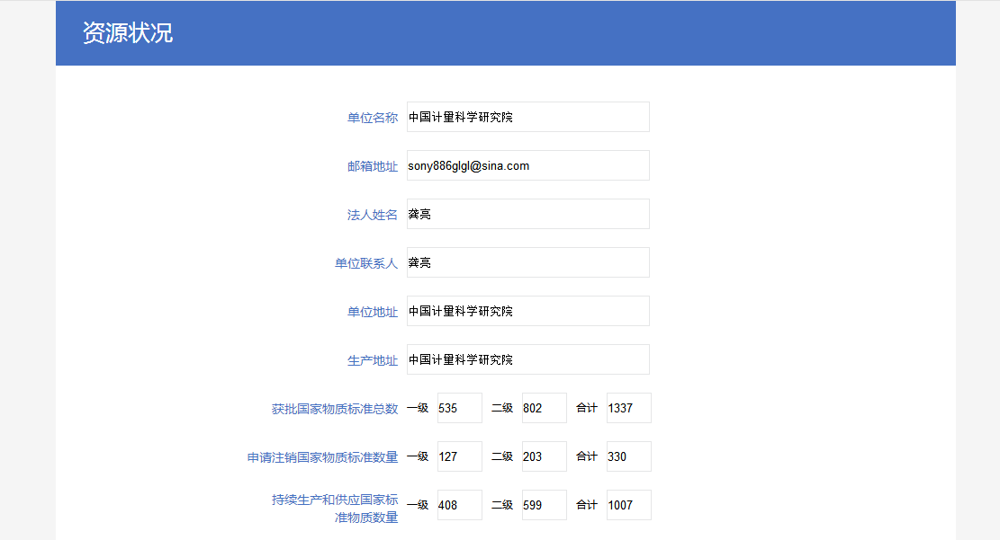 资源状况
单位名称 中国计量科学研究院
邮箱地址 sony886glgl@sina.com
法人姓名 龚亮
单位联系人 龚亮
单位地址 中国计量科学研究院
生产地址 中国计量科学研究院
获批国家物质标准总数 一级 535 二级 802 合计 1337
申请注销国家物质标准数量 一级 127 二级 203 合计 330
持续生产和供应国家标
准物质数量 一级 408 二级 599 合计 1007